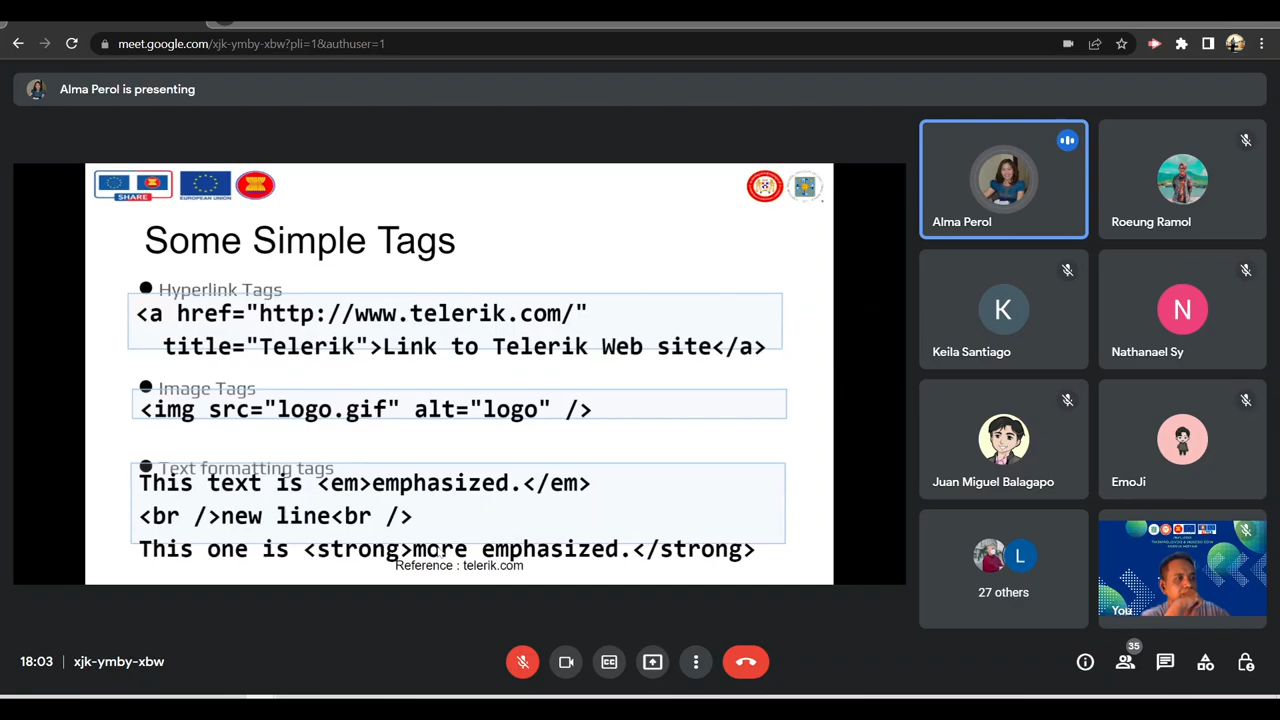 meet.google.com/xjk-ymby-xbw?pli=1&authuser=1
Alma Perol is presenting
SHARE
EUROPEAN UNION
Some Simple Tags
Hyperlink Tags
<a href="http://www.telerik.com/"
title="Telerik">Link to Telerik Web site</a>
Image Tags
<img src="logo.gif" alt="logo" />
Text formatting tags
This text is <em>emphasized.</em>
<br />new line<br />
This one is <strong>more emphasized.</strong>
Reference : telerik.com
Alma Perol
Roeung Ramol
K
Keila Santiago
N
Nathanael Sy
Juan Miguel Balagapo
EmoJi
L
27 others
You
18:03 | xjk-ymby-xbw
35